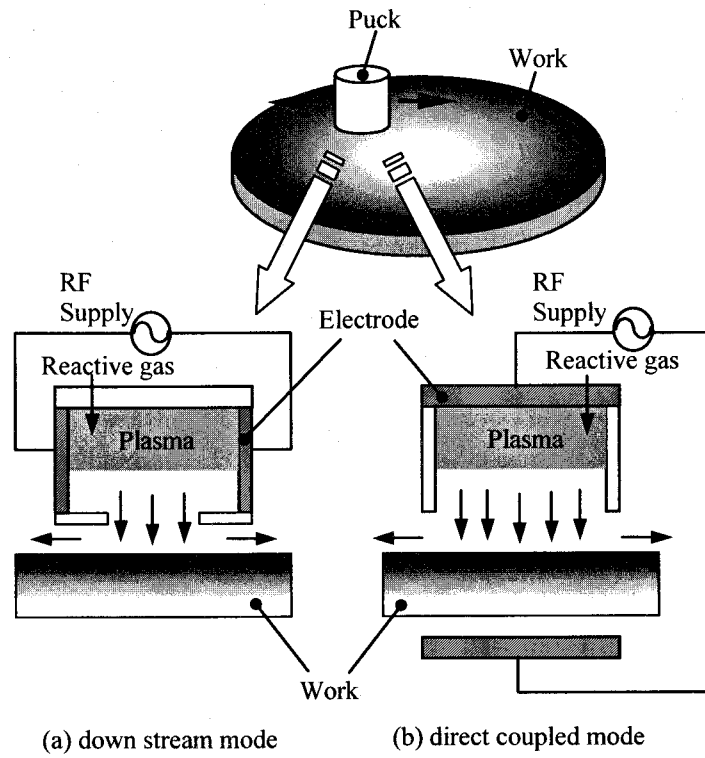 Puck
Work
RF
Supply
Electrode
RF
Supply
Reactive gas
Reactive gas
Plasma
Plasma
Work
(a) down stream mode
(b) direct coupled mode